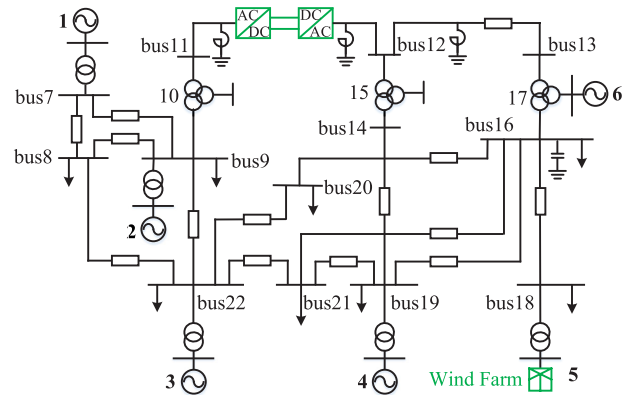 1
AC
DC
DC
AC
bus11
bus12
bus13
bus7
10
15
17
6
bus14
bus16
bus8
bus9
bus20
2
bus22
bus21
bus19
bus18
3
4
Wind Farm
5